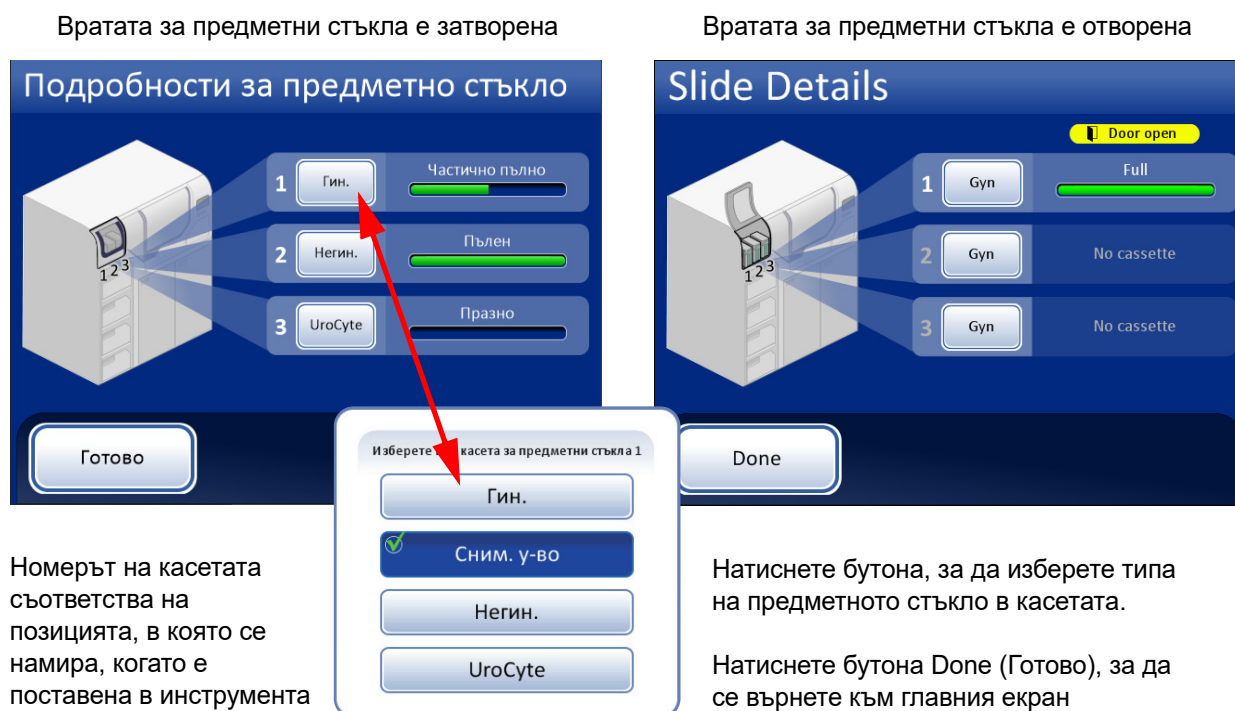 Вратата за предметни стъкла е затворена
Подробности за предметно стъкло
1 Гин. Частично пълно
2 Негин. Пълен
3 UroCyte Празно
1 2 3
Готово
Вратата за предметни стъкла е отворена
Slide Details
Door open
1 Gyn Full
2 Gyn No cassette
3 Gyn No cassette
1 2 3
Done
Изберете касета за предметни стъкла 1
Гин.
Сним. у-во
Негин.
UroCyte
Номерът на касетата
съответства на
позицията, в която се
намира, когато е
поставена в инструмента
Натиснете бутона, за да изберете типа
на предметното стъкло в касетата.
Натиснете бутона Done (Готово), за да
се върнете към главния екран